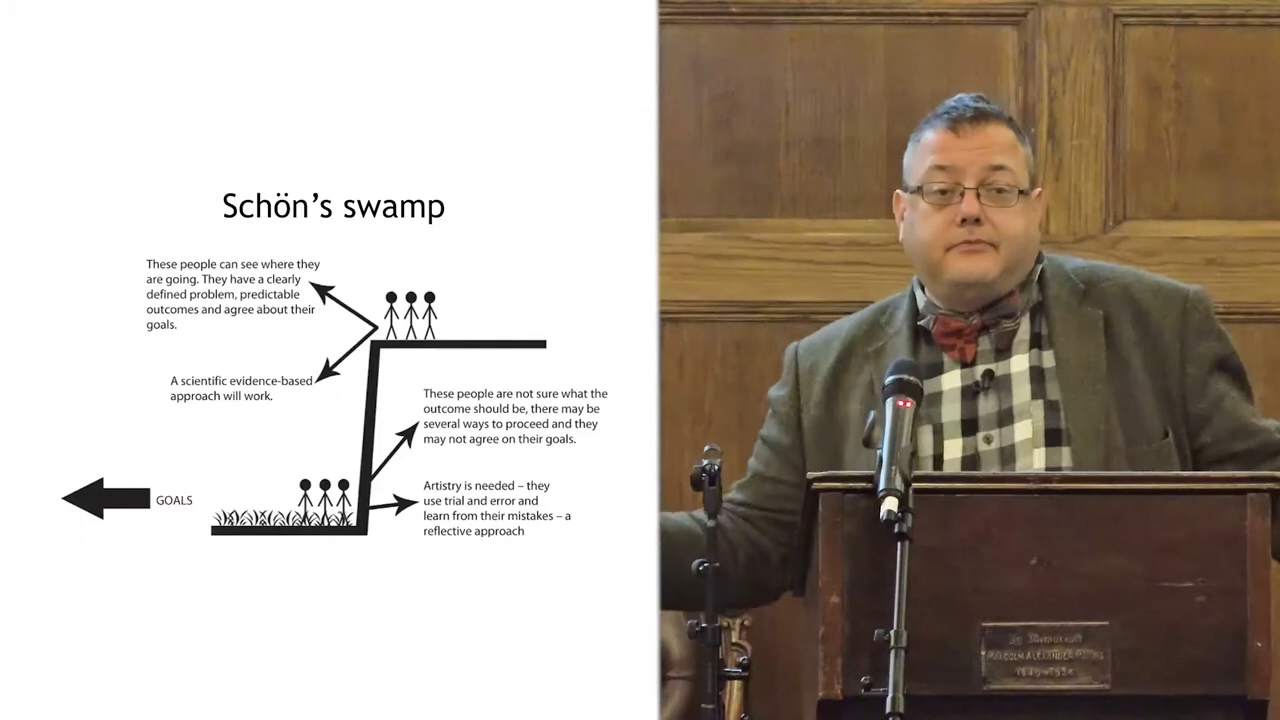 Schön's swamp
These people can see where they
are going. They have a clearly
defined problem, predictable
outcomes and agree about their
goals.
A scientific evidence-based
approach will work.
These people are not sure what the
outcome should be, there may be
several ways to proceed and they
may not agree on their goals.
GOALS
Artistry is needed – they
use trial and error and
learn from their mistakes – a
reflective approach
MALCOLM ALEXANDER